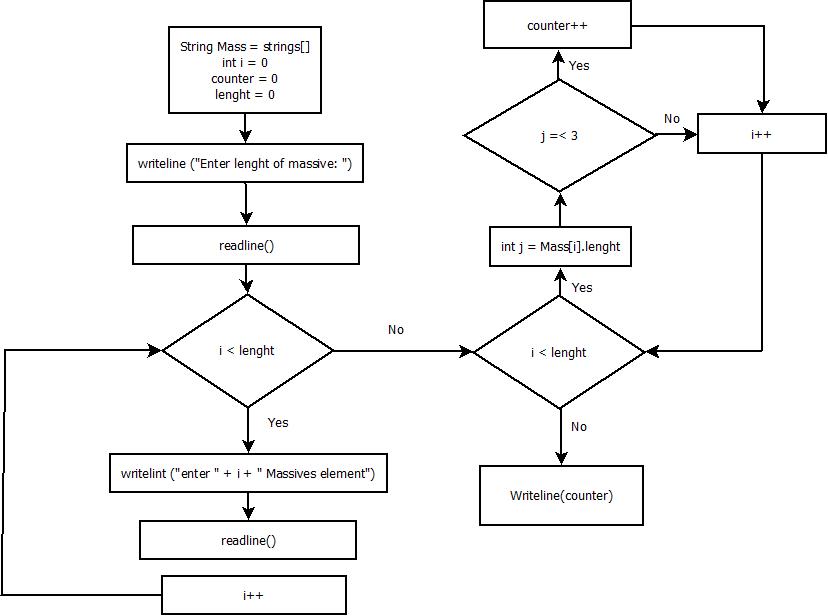 String Mass = strings[]
int i = 0
counter = 0
lenght = 0
writeline ("Enter lenght of massive: ")
readline()
i < lenght
Yes
writelint ("enter " + i + " Massives element")
readline()
i++
No
i < lenght
Yes
int j = Mass[i].lenght
j =< 3
Yes
counter++
No
i++
No
Writeline(counter)